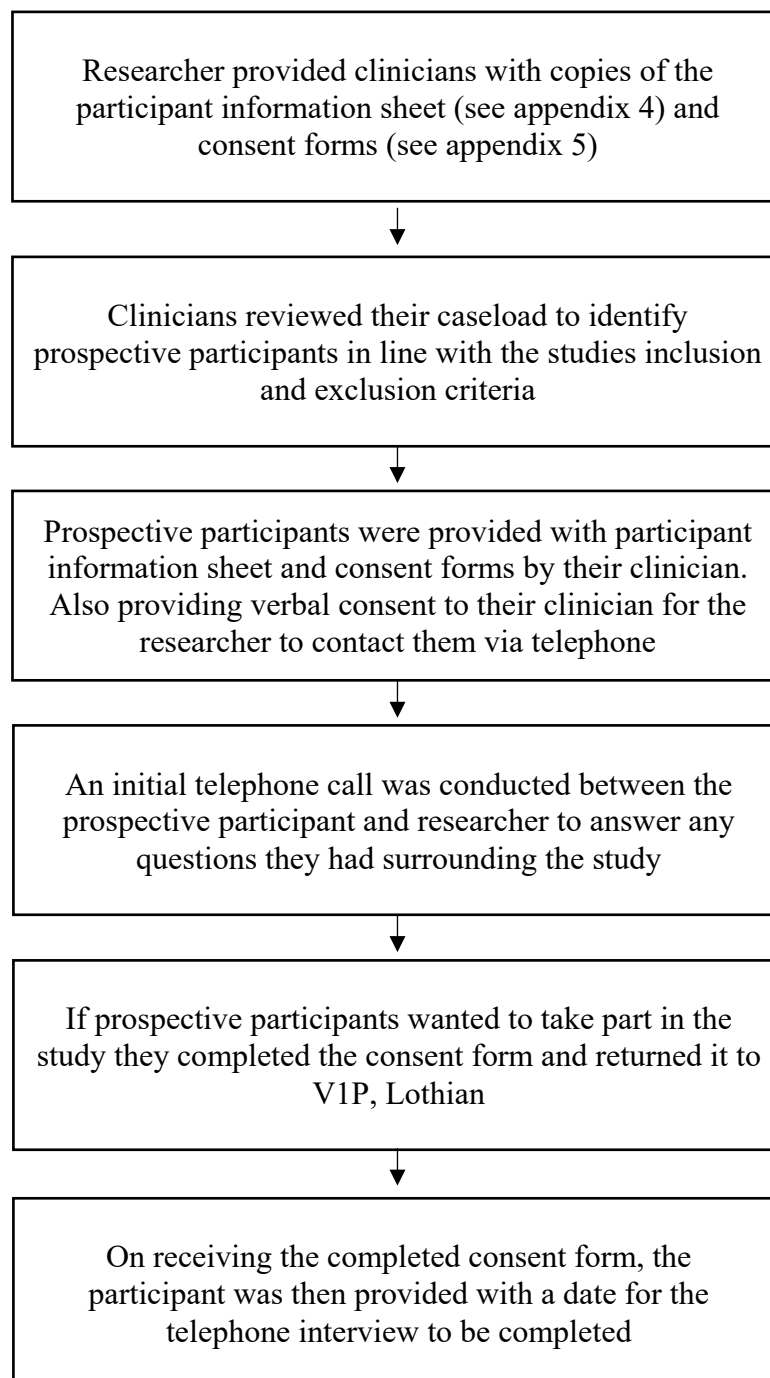 Researcher provided clinicians with copies of the
participant information sheet (see appendix 4) and
consent forms (see appendix 5)
Clinicians reviewed their caseload to identify
prospective participants in line with the studies inclusion
and exclusion criteria
Prospective participants were provided with participant
information sheet and consent forms by their clinician.
Also providing verbal consent to their clinician for the
researcher to contact them via telephone
An initial telephone call was conducted between the
prospective participant and researcher to answer any
questions they had surrounding the study
If prospective participants wanted to take part in the
study they completed the consent form and returned it to
V1P, Lothian
On receiving the completed consent form, the
participant was then provided with a date for the
telephone interview to be completed